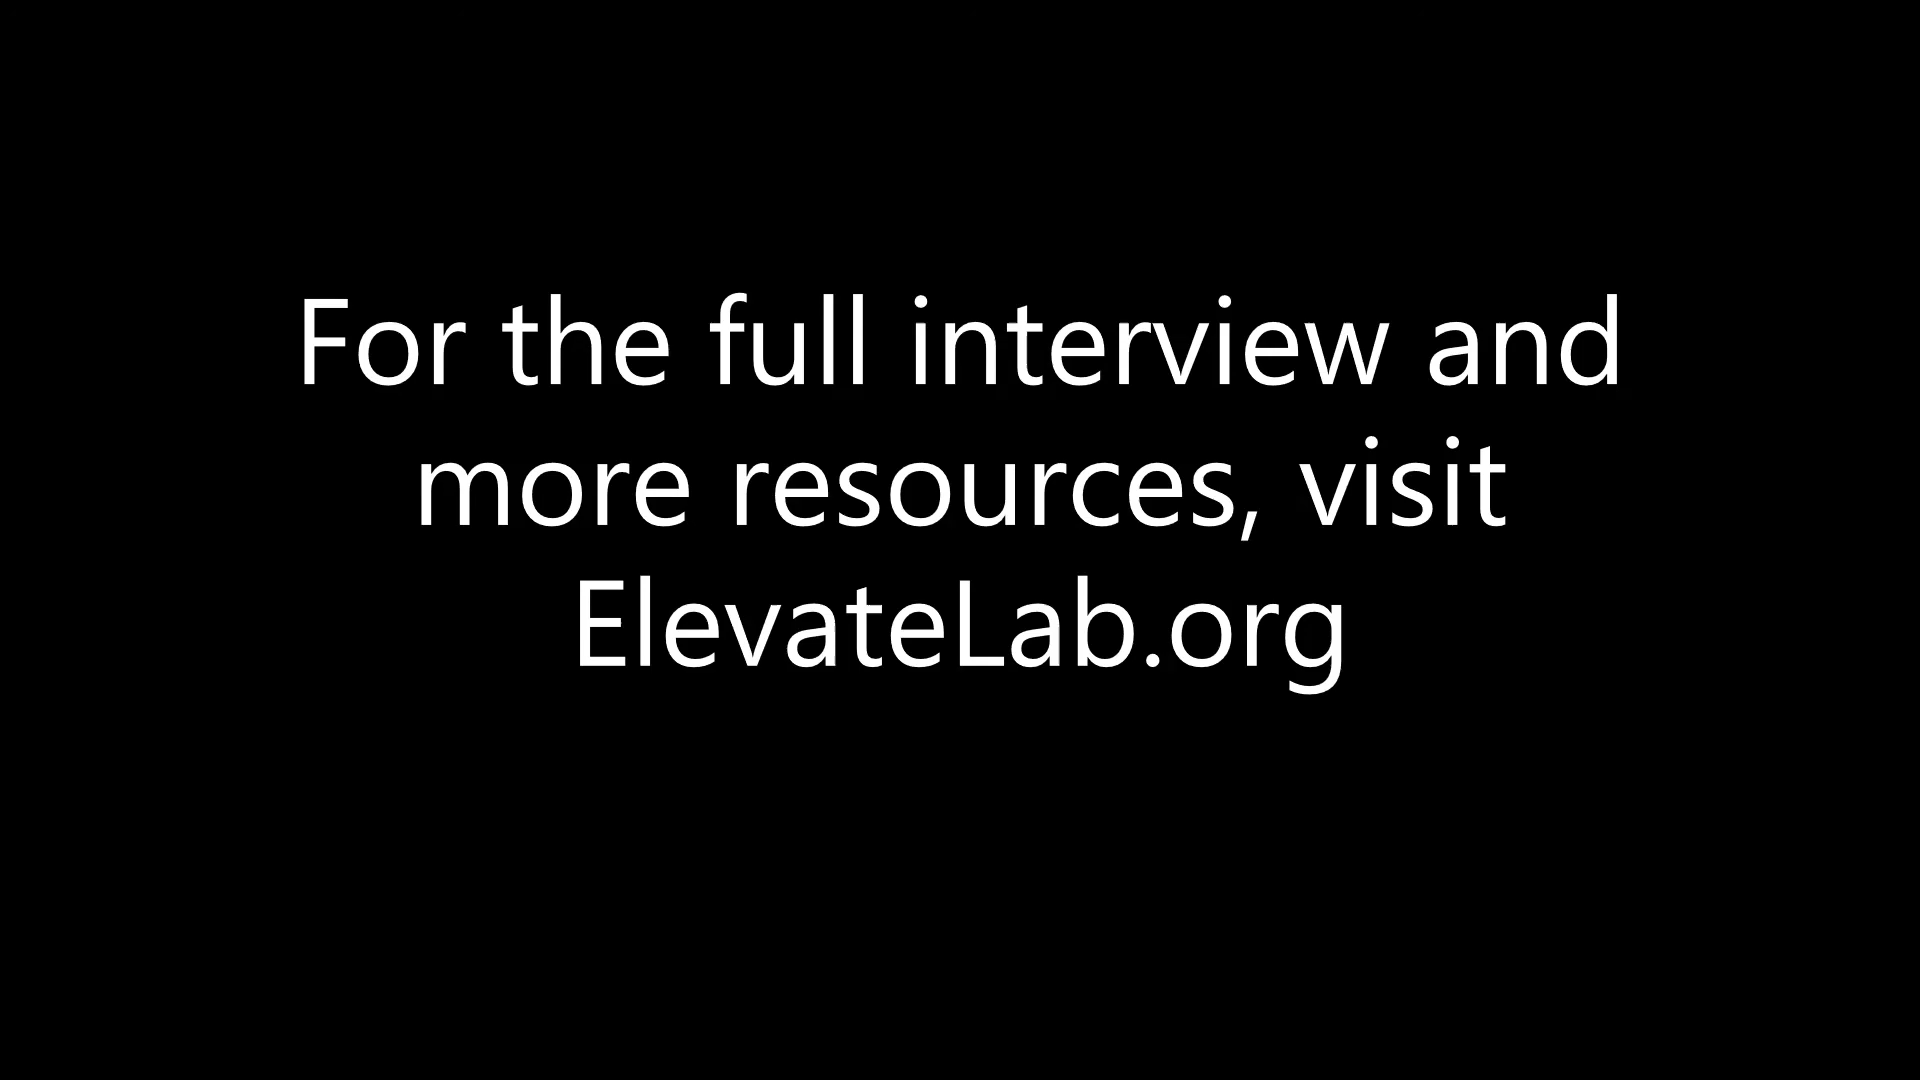 For the full interview and
more resources, visit
ElevateLab.org